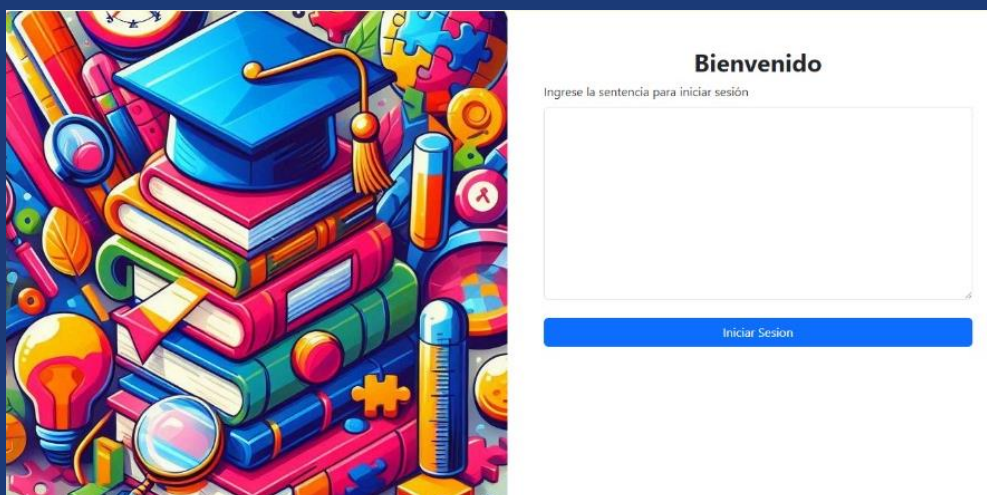 Bienvenido
Ingrese la sentencia para iniciar sesión
Iniciar Sesion